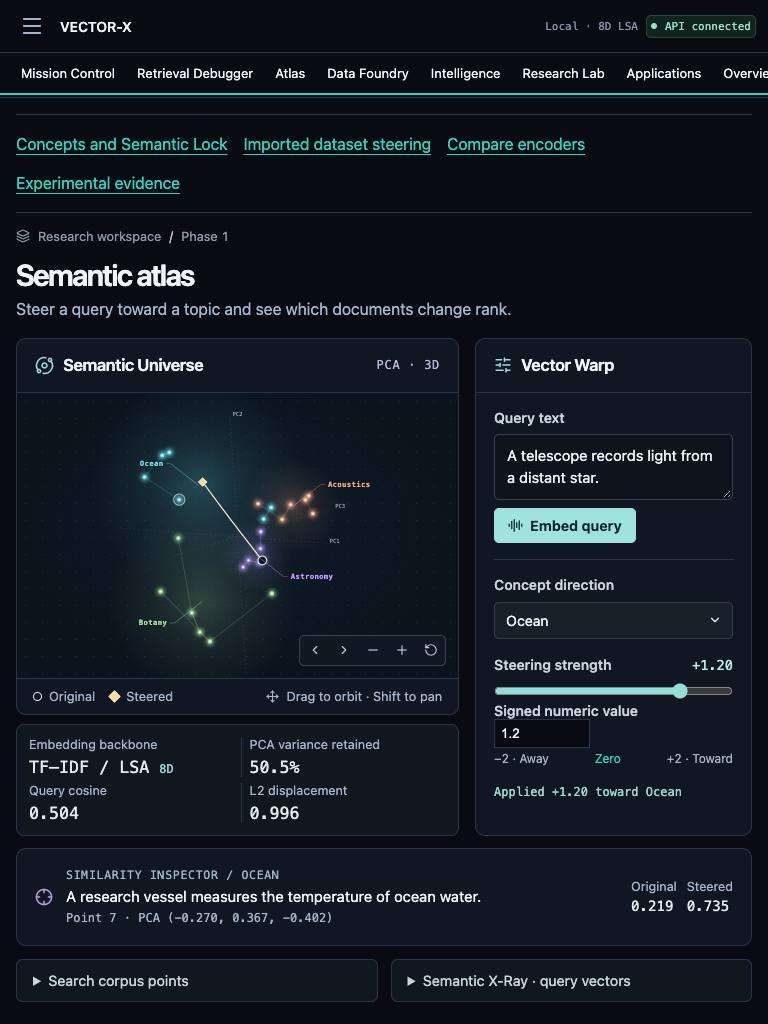 VECTOR-X
Local · 8D LSA
API connected
Mission Control Retrieval Debugger Atlas Data Foundry Intelligence Research Lab Applications Overvie
Concepts and Semantic Lock Imported dataset steering Compare encoders
Experimental evidence
Research workspace / Phase 1
Semantic atlas
Steer a query toward a topic and see which documents change rank.
Semantic Universe
PCA · 3D
PC2
Ocean
Acoustics
PC3
PC1
Astronomy
Botany
Original Steered Drag to orbit · Shift to pan
Embedding backbone
TF–IDF / LSA 8D
PCA variance retained
50.5%
Query cosine
0.504
L2 displacement
0.996
Vector Warp
Query text
A telescope records light from
a distant star.
Embed query
Concept direction
Ocean
Steering strength +1.20
Signed numeric value
1.2
−2 · Away Zero +2 · Toward
Applied +1.20 toward Ocean
SIMILARITY INSPECTOR / OCEAN
A research vessel measures the temperature of ocean water.
Point 7 · PCA (−0.270, 0.367, −0.402)
Original Steered
0.219 0.735
Search corpus points
Semantic X-Ray · query vectors